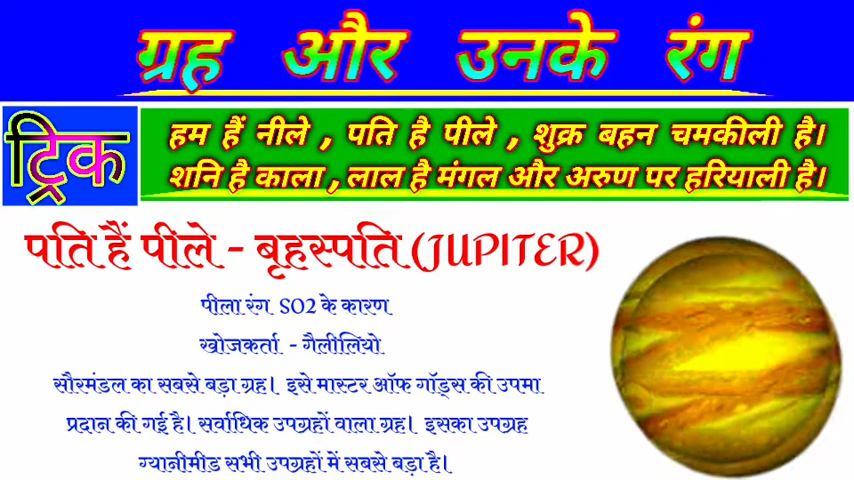 ग्रह और उनके रंग
ट्रिक
हम हैं नीले , पति है पीले , शुक्र बहन चमकीली है।
शनि है काला , लाल है मंगल और अरुण पर हरियाली है।
पति हैं पीले - बृहस्पति (JUPITER)
पीला रंग SO2 के कारण
खोजकर्ता - गैलीलियो
सौरमंडल का सबसे बड़ा ग्रह। इसे मास्टर ऑफ गॉड्स की उपमा
प्रदान की गई है। सर्वाधिक उपग्रहों वाला ग्रह। इसका उपग्रह
ग्यानीमीड सभी उपग्रहों में सबसे बड़ा है।